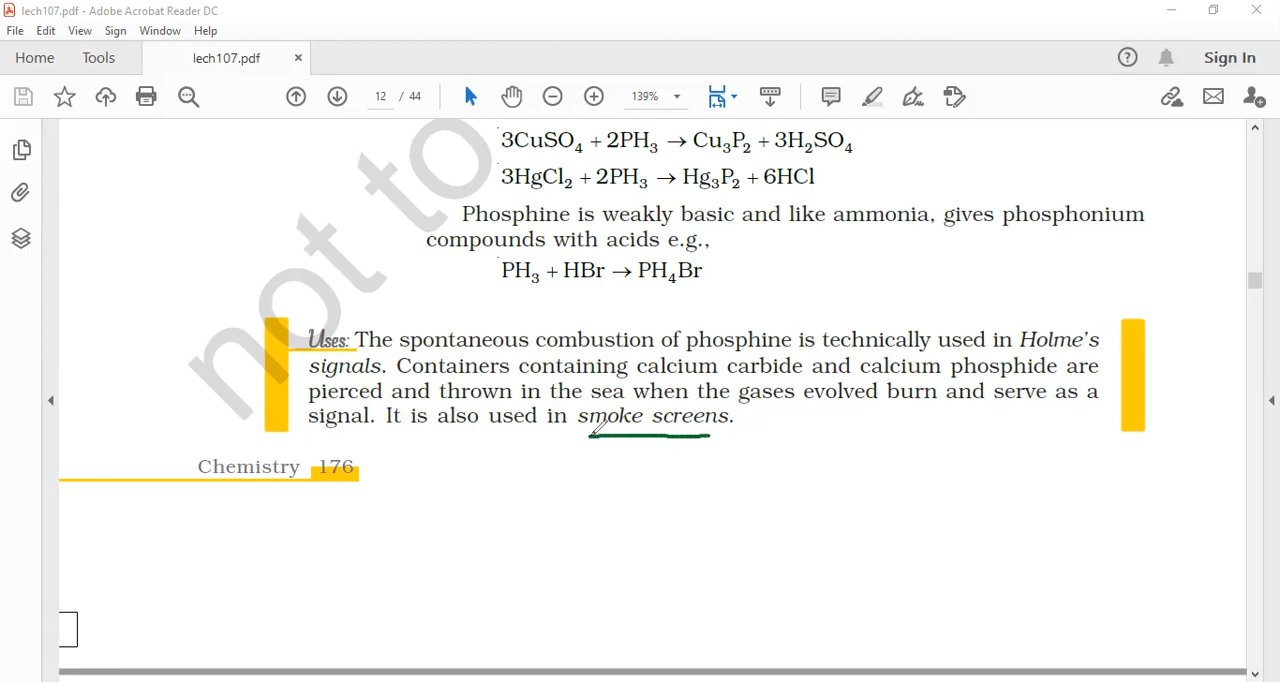 lech107.pdf - Adobe Acrobat Reader DC
File Edit View Sign Window Help
Home Tools lech107.pdf × Sign In
12 / 44 139%
not to
3CuSO₄ + 2PH₃ → Cu₃P₂ + 3H₂SO₄
3HgCl₂ + 2PH₃ → Hg₃P₂ + 6HCl
Phosphine is weakly basic and like ammonia, gives phosphonium
compounds with acids e.g.,
PH₃ + HBr → PH₄Br
Uses: The spontaneous combustion of phosphine is technically used in Holme's
signals. Containers containing calcium carbide and calcium phosphide are
pierced and thrown in the sea when the gases evolved burn and serve as a
signal. It is also used in smoke screens.
Chemistry 176